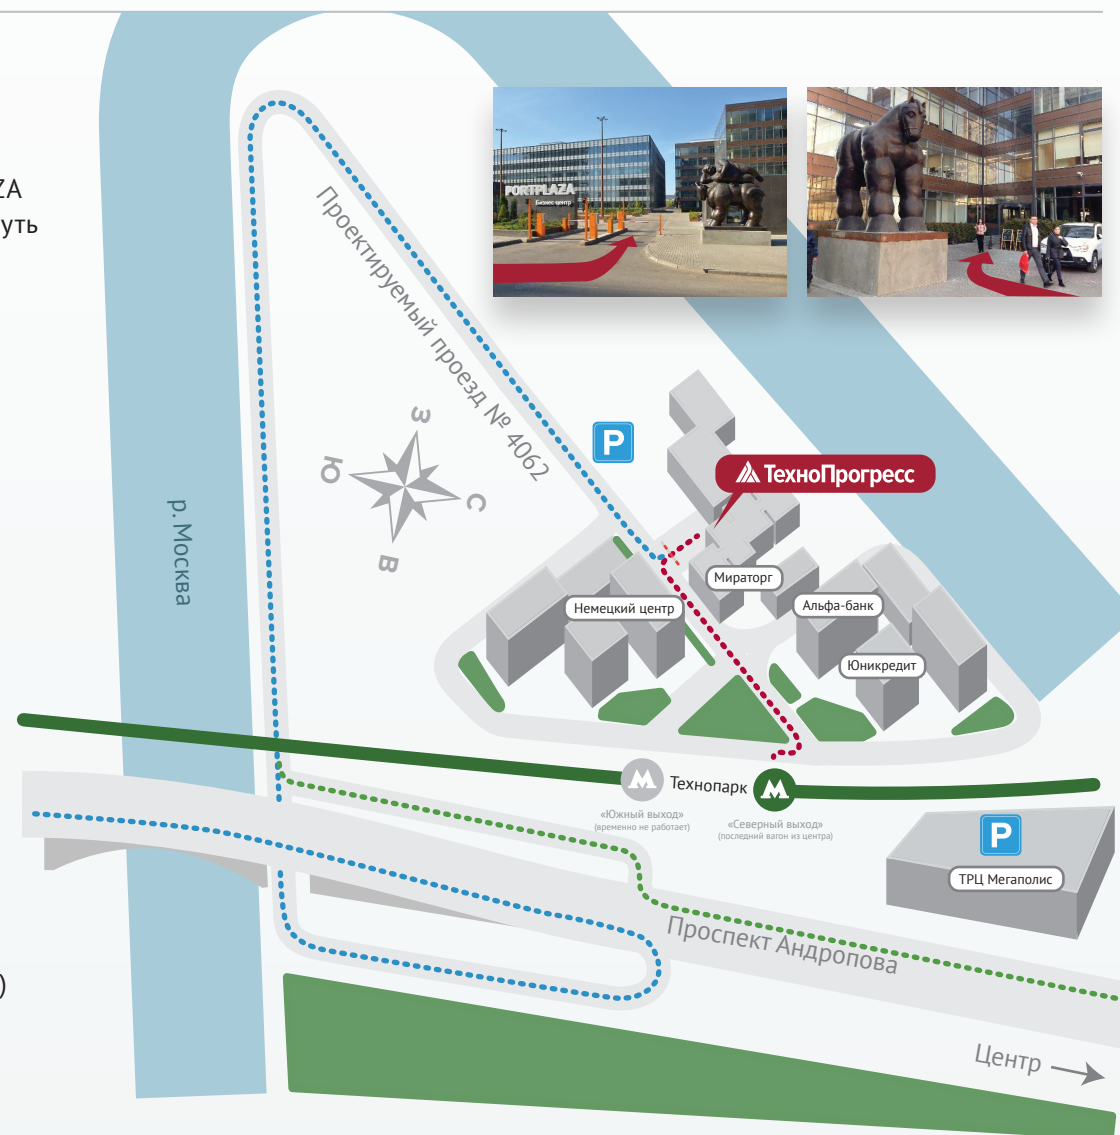 ZA
уть
)
PORTPLAZA
Бизнес центр
Проектируемый проезд № 4062
P
ТехноПрогресс
З
Ю
С
В
р. Москва
Мираторг
Немецкий центр
Альфа-банк
Юникредит
Технопарк
«Южный выход»
(временно не работает)
«Северный выход»
(последний вагон из центра)
P
ТРЦ Мегаполис
Проспект Андропова
Центр